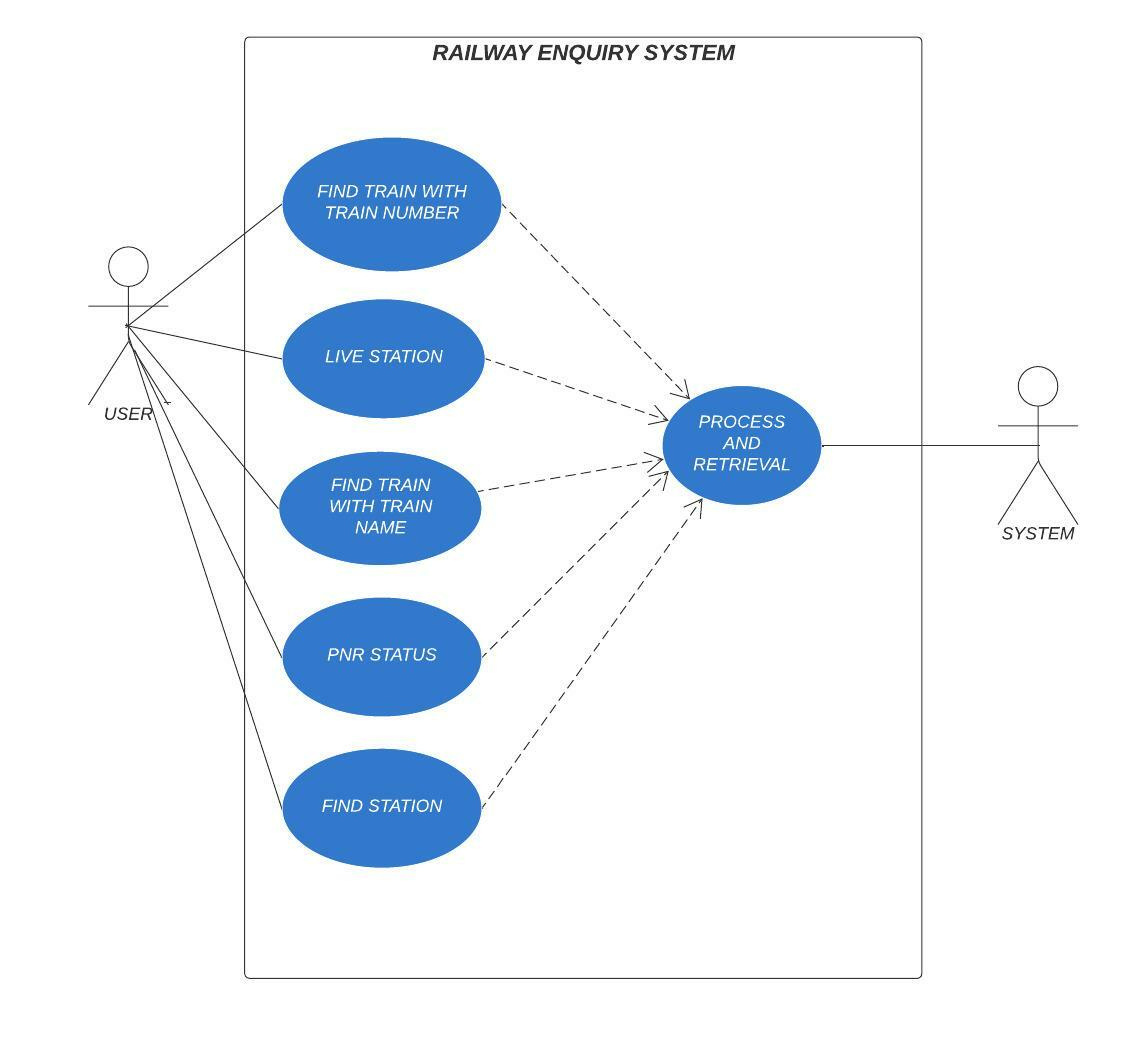 RAILWAY ENQUIRY SYSTEM
FIND TRAIN WITH
TRAIN NUMBER
LIVE STATION
USER
PROCESS
AND
RETRIEVAL
FIND TRAIN
WITH TRAIN
NAME
SYSTEM
PNR STATUS
FIND STATION